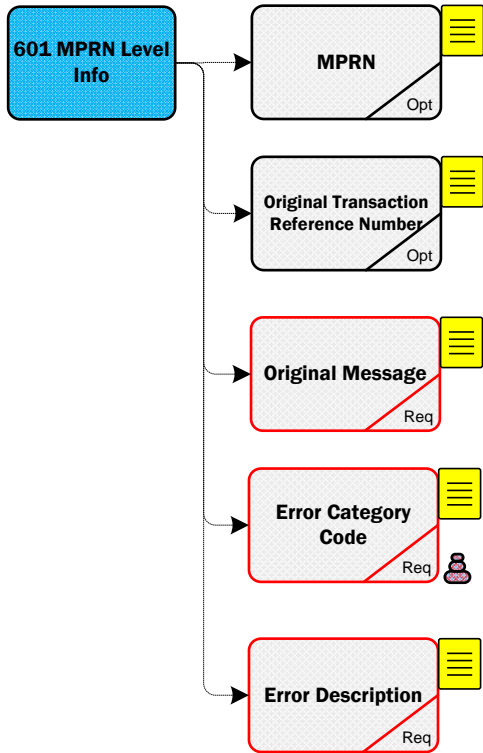 601 MPRN Level
Info
MPRN
Opt
Original Transaction
Reference Number
Opt
Original Message
Req
Error Category
Code
Req
Error Description
Req